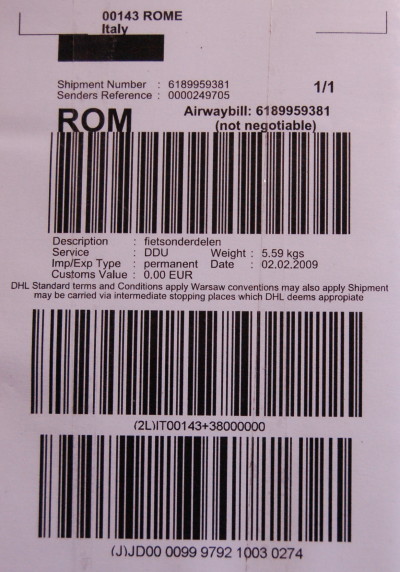 00143 ROME
Italy
Shipment Number : 6189959381
1/1
Senders Reference : 0000249705
ROM
Airwaybill: 6189959381
(not negotiable)
Description : fietsonderdelen
Service : DDU Weight : 5.59 kgs
Imp/Exp Type : permanent Date : 02.02.2009
Customs Value : 0,00 EUR
DHL Standard terms and Conditions apply Warsaw conventions may also apply Shipment
may be carried via intermediate stopping places which DHL deems appropiate
(2L)IT00143+38000000
(J)JD00 0099 9792 1003 0274